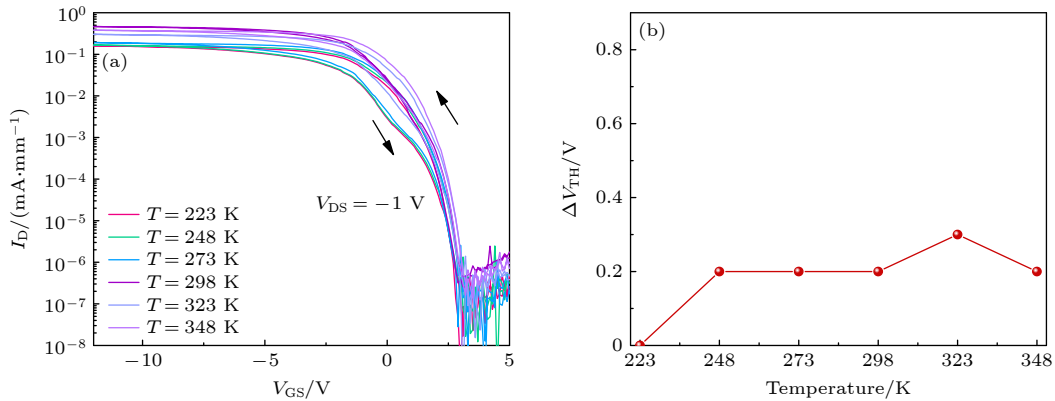 (a)
10¹
10⁰
10⁻¹
10⁻²
10⁻³
10⁻⁴
10⁻⁵
10⁻⁶
10⁻⁷
10⁻⁸
I_D/(mA·mm⁻¹)
V_DS = −1 V
T = 223 K
T = 248 K
T = 273 K
T = 298 K
T = 323 K
T = 348 K
−10
−5
0
5
V_GS/V
(b)
0.8
0.6
0.4
0.2
0
ΔV_TH/V
223
248
273
298
323
348
Temperature/K